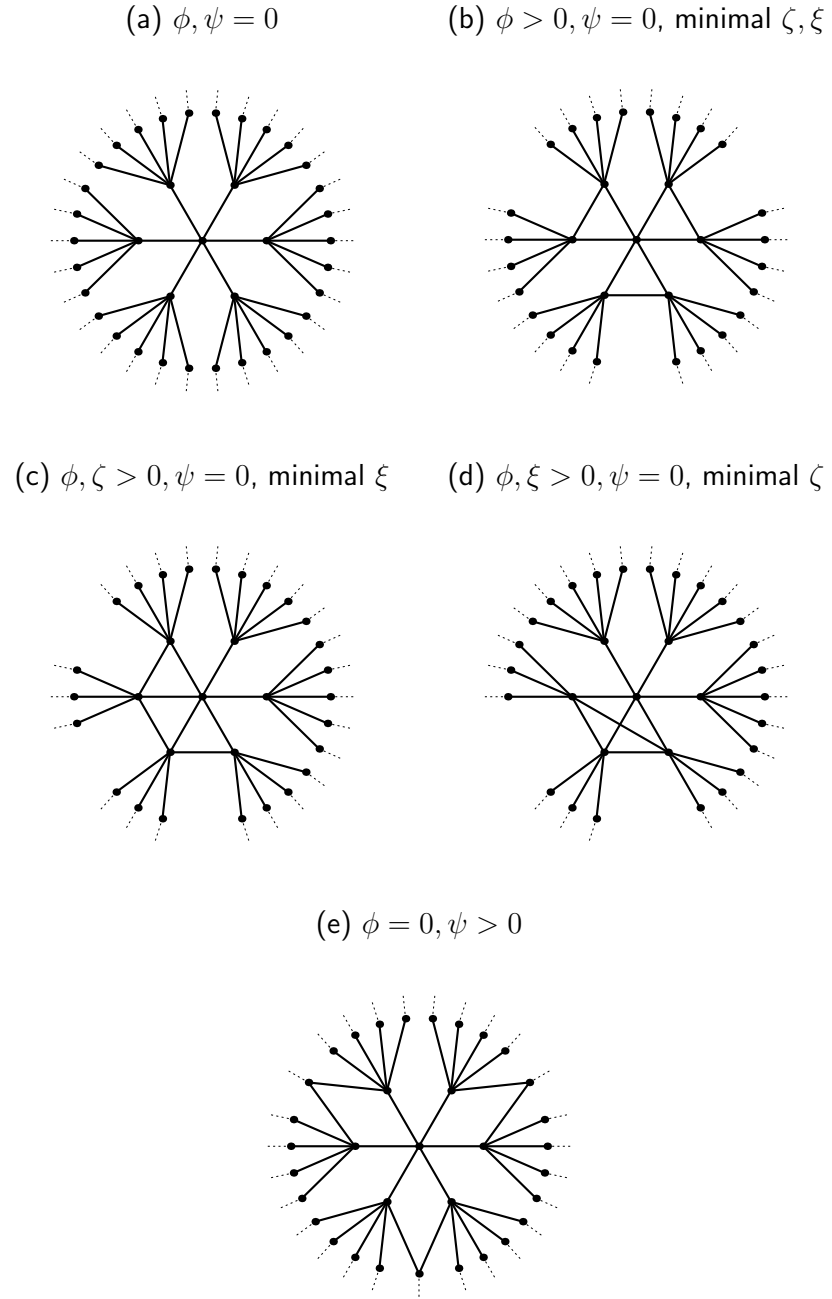 (a) ϕ, ψ = 0
(b) ϕ > 0, ψ = 0, minimal ζ, ξ
(c) ϕ, ζ > 0, ψ = 0, minimal ξ
(d) ϕ, ξ > 0, ψ = 0, minimal ζ
(e) ϕ = 0, ψ > 0